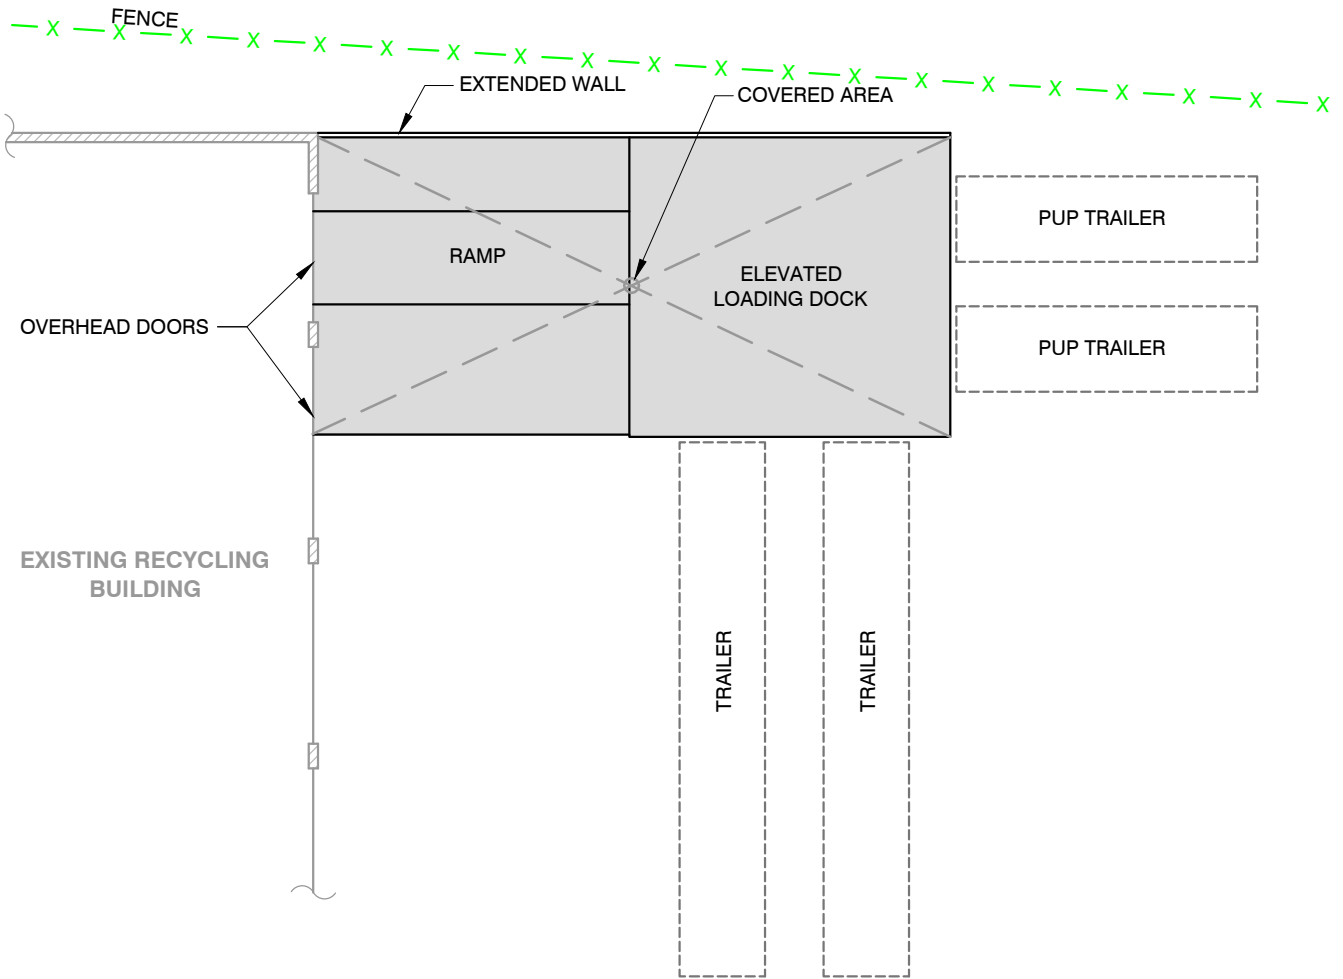 FENCE
EXTENDED WALL
COVERED AREA
PUP TRAILER
RAMP
ELEVATED
LOADING DOCK
OVERHEAD DOORS
PUP TRAILER
EXISTING RECYCLING
BUILDING
TRAILER
TRAILER